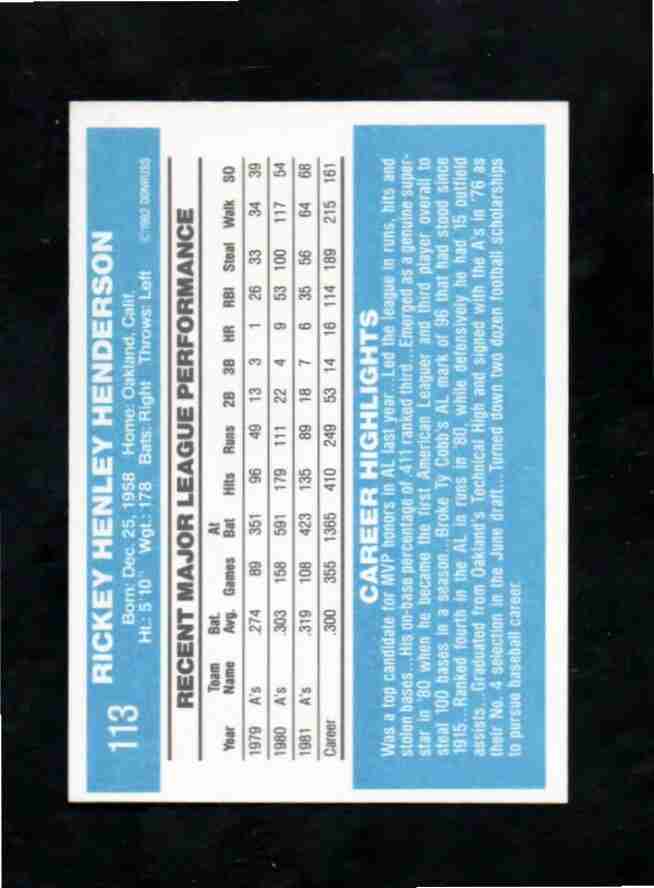 113 RICKEY HENLEY HENDERSON
Born: Dec. 25, 1958 Home: Oakland, Calif.
Ht.: 5'10" Wgt.: 178 Bats: Right Throws: Left ©1982 DONRUSS
RECENT MAJOR LEAGUE PERFORMANCE
Year Team Name Bat. Avg. Games At Bat Hits Runs 2B 3B HR RBI Steal Walk SO
1979 A's .274 89 351 96 49 13 3 1 26 33 34 39
1980 A's .303 158 591 179 111 22 4 9 53 100 117 54
1981 A's .319 108 423 135 89 18 7 6 35 56 64 68
Career .300 355 1365 410 249 53 14 16 114 189 215 161
CAREER HIGHLIGHTS
Was a top candidate for MVP honors in AL last year...Led the league in runs, hits and
stolen bases...His on-base percentage of .411 ranked third...Emerged as a genuine super-
star in '80 when he became the first American Leaguer and third player overall to
steal 100 bases in a season...Broke Ty Cobb's AL mark of 96 that had stood since
1915...Ranked fourth in the AL in runs in '80, while defensively he had 15 outfield
assists...Graduated from Oakland's Technical High and signed with the A's in '76 as
their No. 4 selection in the June draft...Turned down two dozen football scholarships
to pursue baseball career.